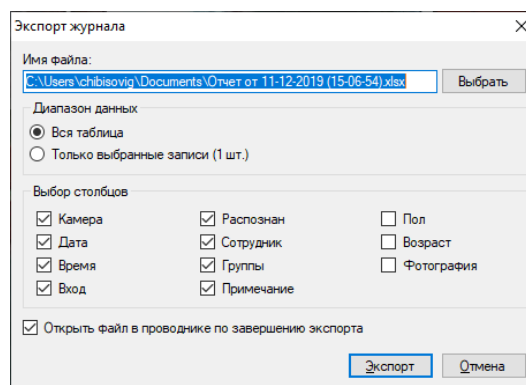 Экспорт журнала
Имя файла:
C:\Users\chibisovig\Documents\Отчет от 11-12-2019 (15-06-54).xlsx
Выбрать
Диапазон данных
Вся таблица
Только выбранные записи (1 шт.)
Выбор столбцов
Камера Распознан Пол
Дата Сотрудник Возраст
Время Группы Фотография
Вход Примечание
Открыть файл в проводнике по завершению экспорта
Экспорт Отмена